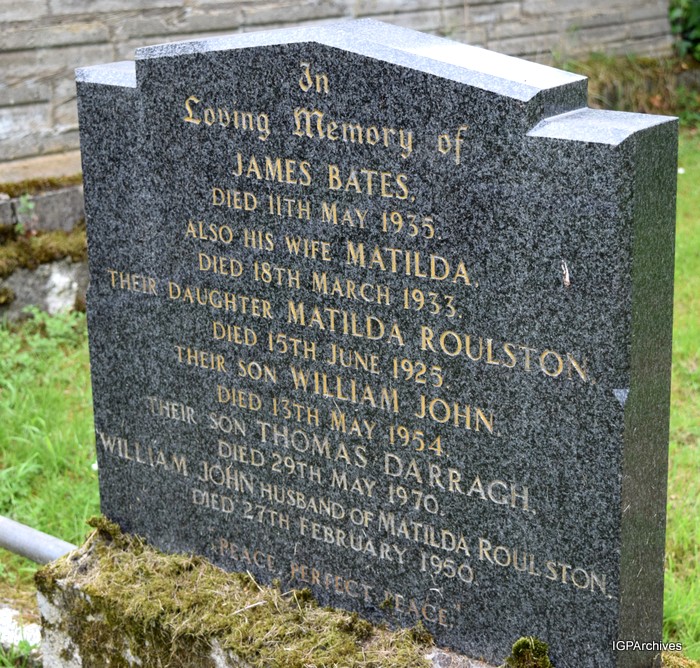 In
Loving Memory of
JAMES BATES,
DIED 11TH MAY 1935.
ALSO HIS WIFE MATILDA,
DIED 18TH MARCH 1933.
THEIR DAUGHTER MATILDA ROULSTON,
DIED 15TH JUNE 1925.
THEIR SON WILLIAM JOHN,
DIED 13TH MAY 1954.
THEIR SON THOMAS DARRAGH,
DIED 29TH MAY 1970.
WILLIAM JOHN HUSBAND OF MATILDA ROULSTON,
DIED 27TH FEBRUARY 1950.
"PEACE, PERFECT PEACE"
IGPArchives